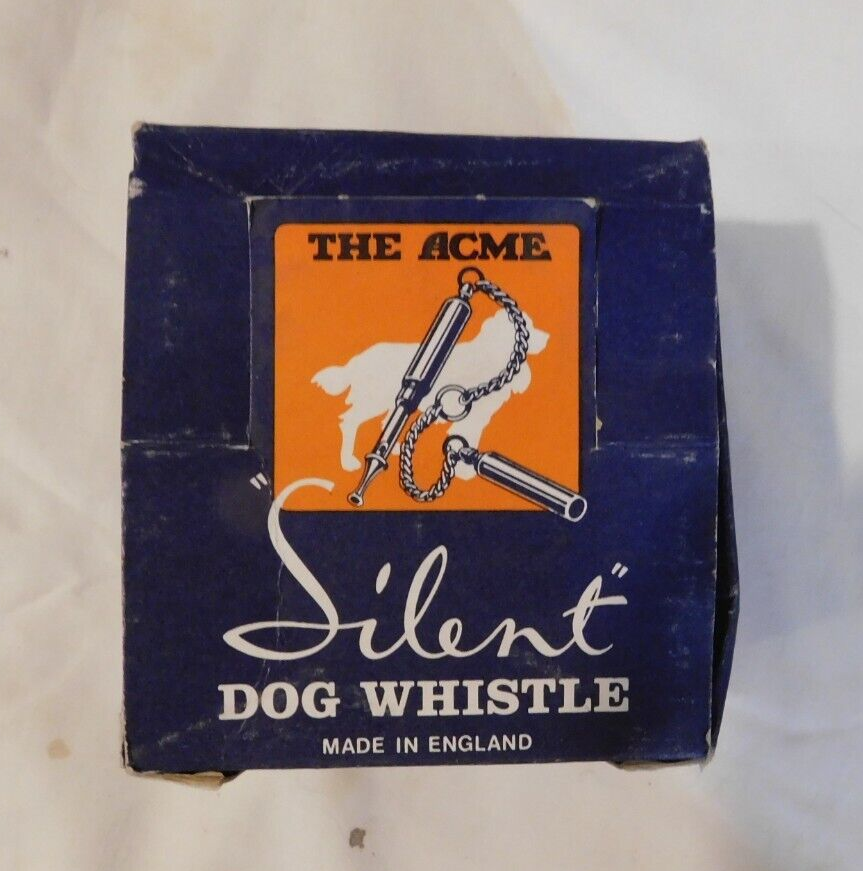 THE ACME
"Silent"
DOG WHISTLE
MADE IN ENGLAND